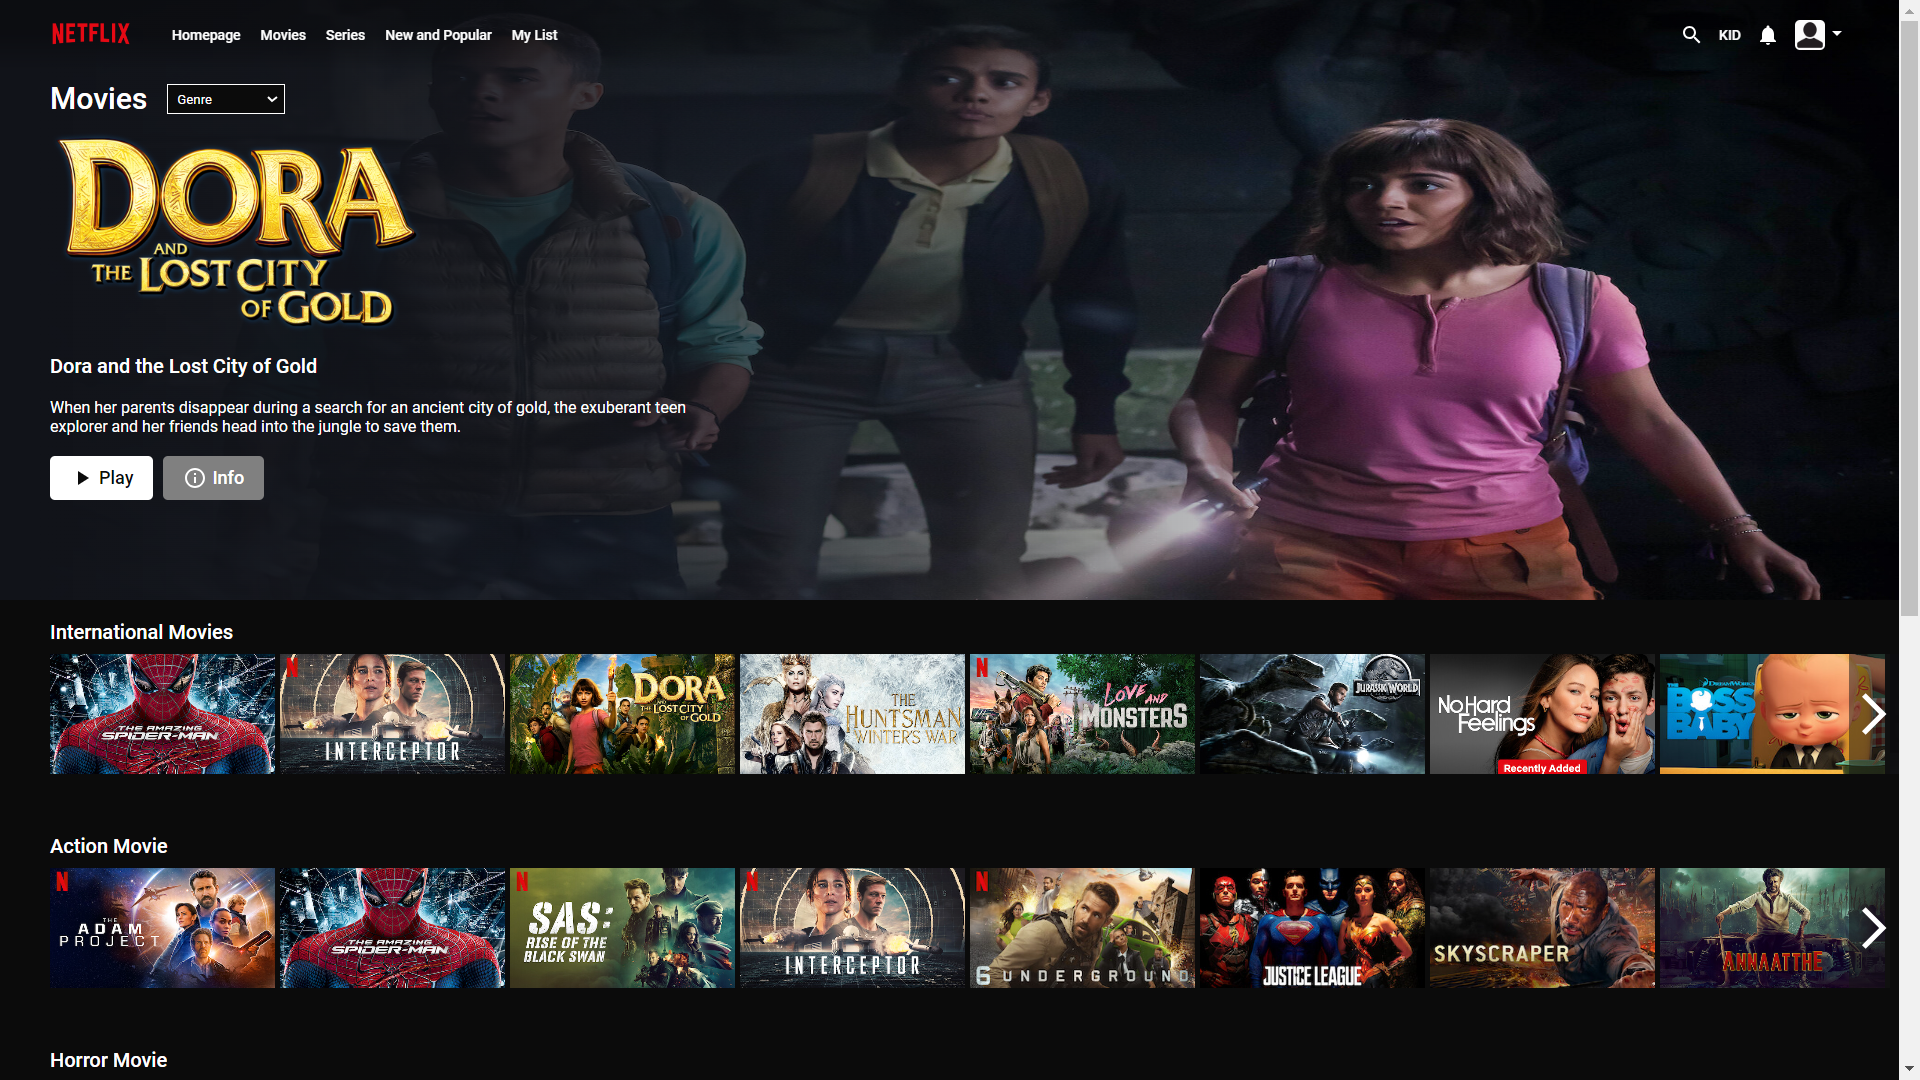 NETFLIX
Homepage Movies Series New and Popular My List
KID
Movies
Genre
DORA
AND
THE LOST CITY
OF GOLD
Dora and the Lost City of Gold
When her parents disappear during a search for an ancient city of gold, the exuberant teen
explorer and her friends head into the jungle to save them.
Play
Info
International Movies
THE AMAZING
SPIDER-MAN
N
INTERCEPTOR
DORA
AND
THE LOST CITY
OF GOLD
THE
HUNTSMAN
WINTER'S WAR
N
LOVE AND
MONSTERS
JURASSIC WORLD
No Hard
Feelings
Recently Added
DREAMWORKS
THE
BOSS
BABY
Action Movie
N
THE
ADAM
PROJECT
THE AMAZING
SPIDER-MAN
N
SAS:
RISE OF THE
BLACK SWAN
N
INTERCEPTOR
N
6 UNDERGROUND
JUSTICE LEAGUE
SKYSCRAPER
ANNAATTHE
Horror Movie